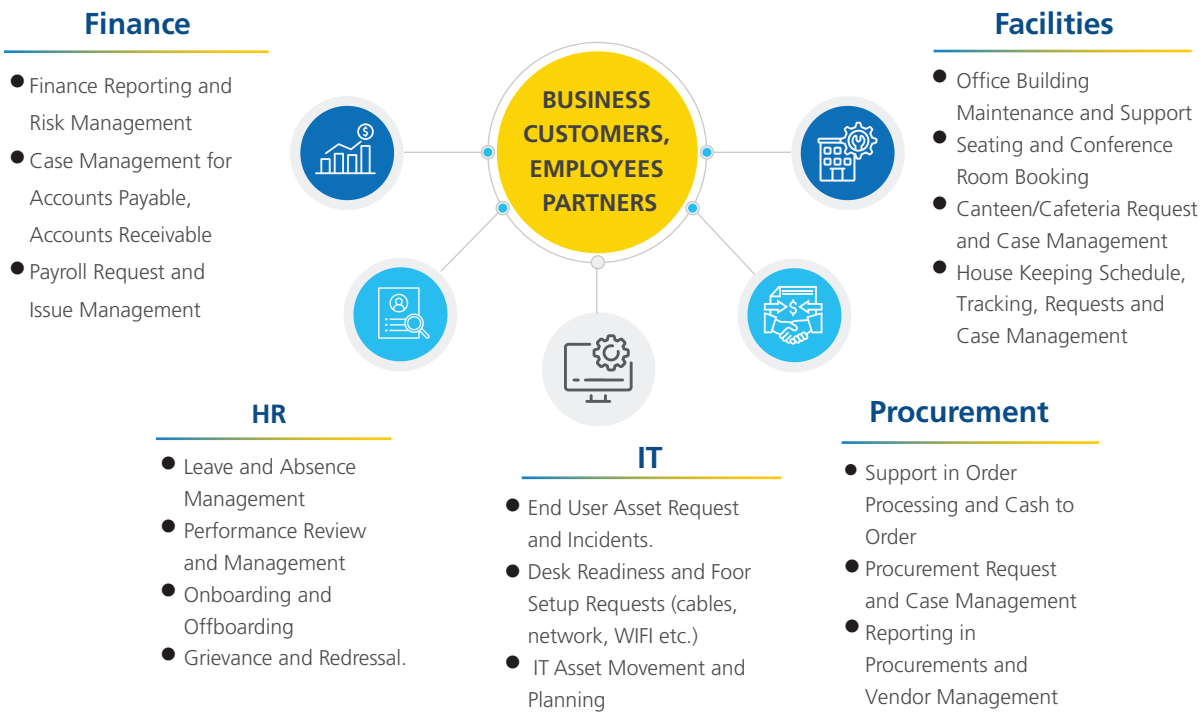 Finance
Finance Reporting and
Risk Management
Case Management for
Accounts Payable,
Accounts Receivable
Payroll Request and
Issue Management
BUSINESS
CUSTOMERS,
EMPLOYEES
PARTNERS
Facilities
Office Building
Maintenance and Support
Seating and Conference
Room Booking
Canteen/Cafeteria Request
and Case Management
House Keeping Schedule,
Tracking, Requests and
Case Management
HR
Leave and Absence
Management
Performance Review
and Management
Onboarding and
Offboarding
Grievance and Redressal.
IT
End User Asset Request
and Incidents.
Desk Readiness and Foor
Setup Requests (cables,
network, WIFI etc.)
IT Asset Movement and
Planning
Procurement
Support in Order
Processing and Cash to
Order
Procurement Request
and Case Management
Reporting in
Procurements and
Vendor Management